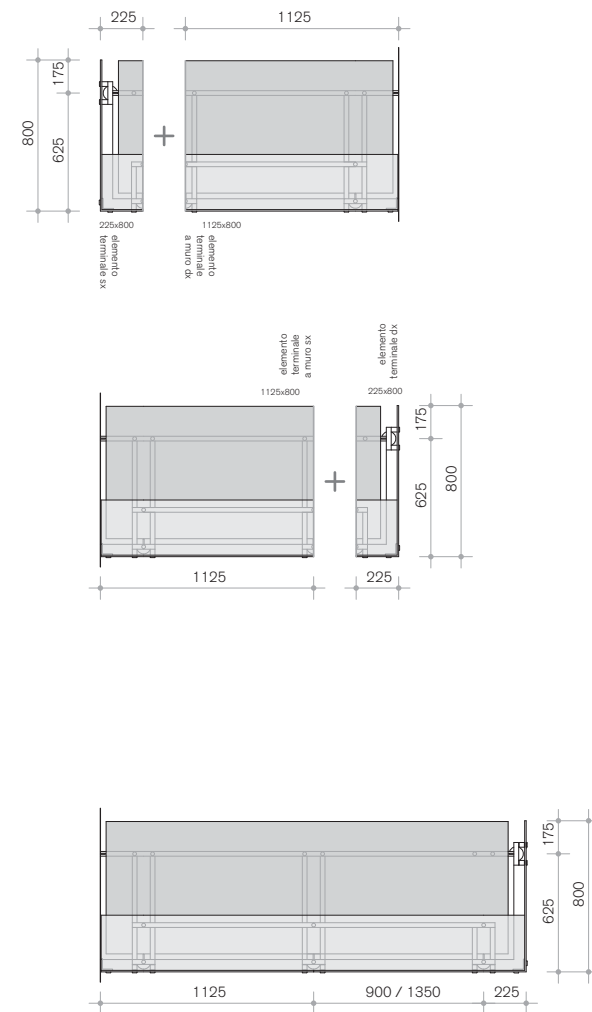 225
1125
175
800
625
225x800
1125x800
elemento
terminale sx
elemento
terminale
a muro dx
elemento
terminale
a muro sx
elemento
terminale dx
1125x800
225x800
175
625
800
1125
225
175
625
800
1125
900 / 1350
225